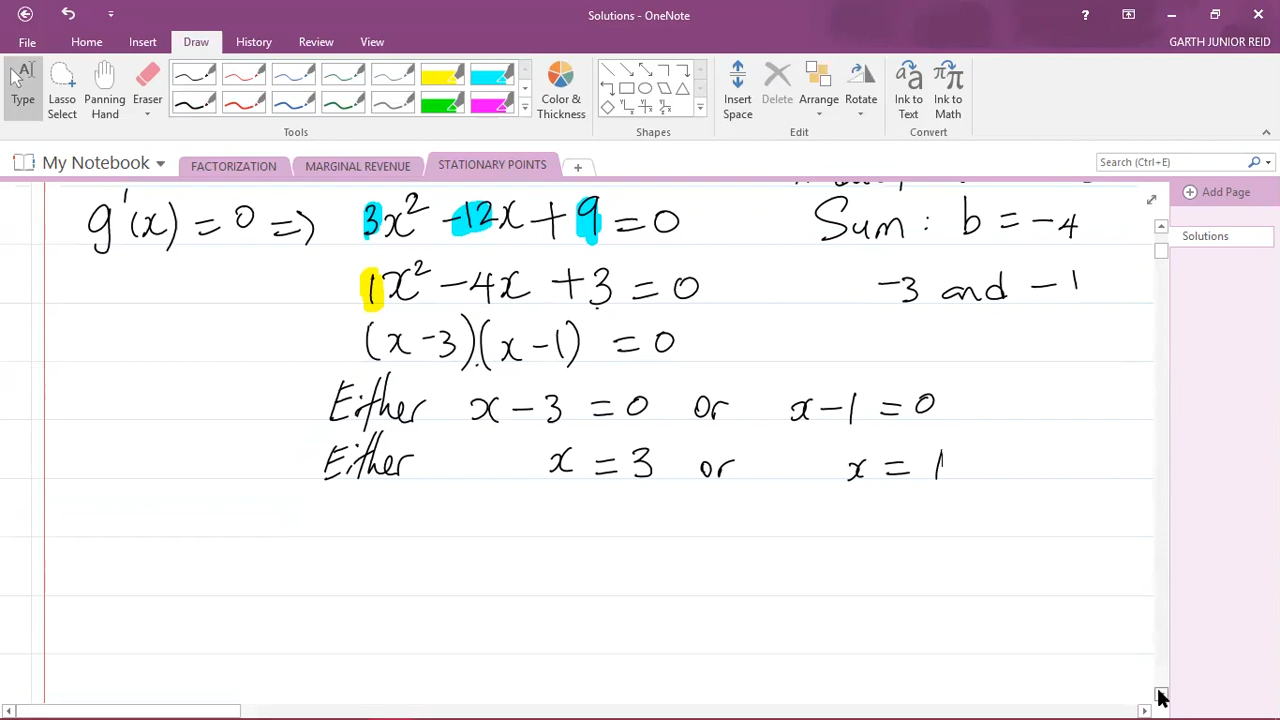 Solutions - OneNote
File Home Insert Draw History Review View GARTH JUNIOR REID
Type Lasso Select Panning Hand Eraser Color & Thickness Insert Space Delete Arrange Rotate Ink to Text Ink to Math
Tools Shapes Edit Convert
My Notebook FACTORIZATION MARGINAL REVENUE STATIONARY POINTS + Search (Ctrl+E)
Add Page
Solutions
g'(x) = 0 => 3x² - 12x + 9 = 0 Sum : b = -4
1x² - 4x + 3 = 0 -3 and -1
(x - 3)(x - 1) = 0
Either x - 3 = 0 or x - 1 = 0
Either x = 3 or x = 1